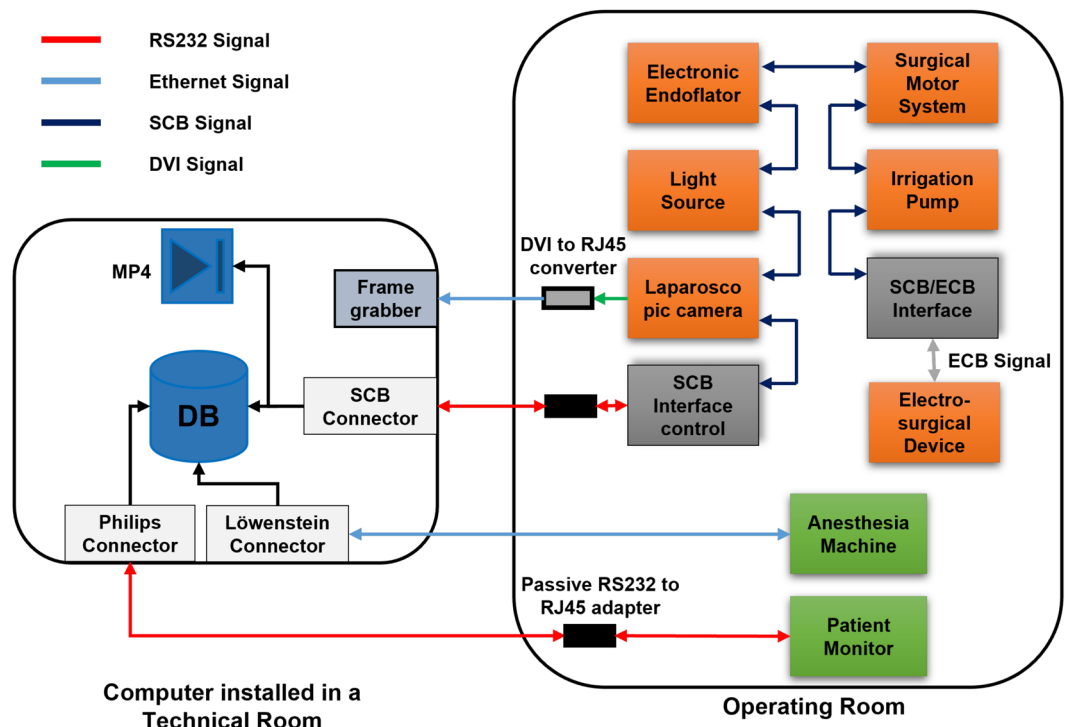 RS232 Signal
Ethernet Signal
SCB Signal
DVI Signal
MP4
Frame
grabber
DB
SCB
Connector
Philips
Connector
Löwenstein
Connector
Computer installed in a
Technical Room
Electronic
Endoflator
Surgical
Motor
System
Light
Source
Irrigation
Pump
DVI to RJ45
converter
Laparosco
pic camera
SCB/ECB
Interface
ECB Signal
SCB
Interface
control
Electro-
surgical
Device
Anesthesia
Machine
Passive RS232 to
RJ45 adapter
Patient
Monitor
Operating Room